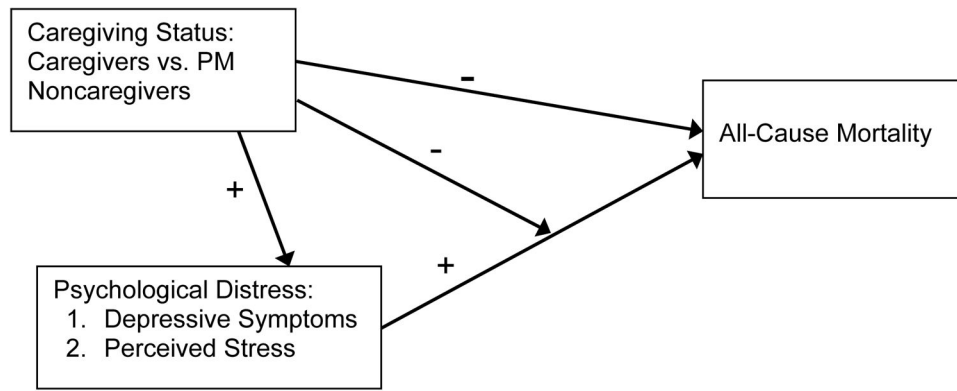 Caregiving Status:
Caregivers vs. PM
Noncaregivers
-
All-Cause Mortality
-
+
+
Psychological Distress:
1. Depressive Symptoms
2. Perceived Stress